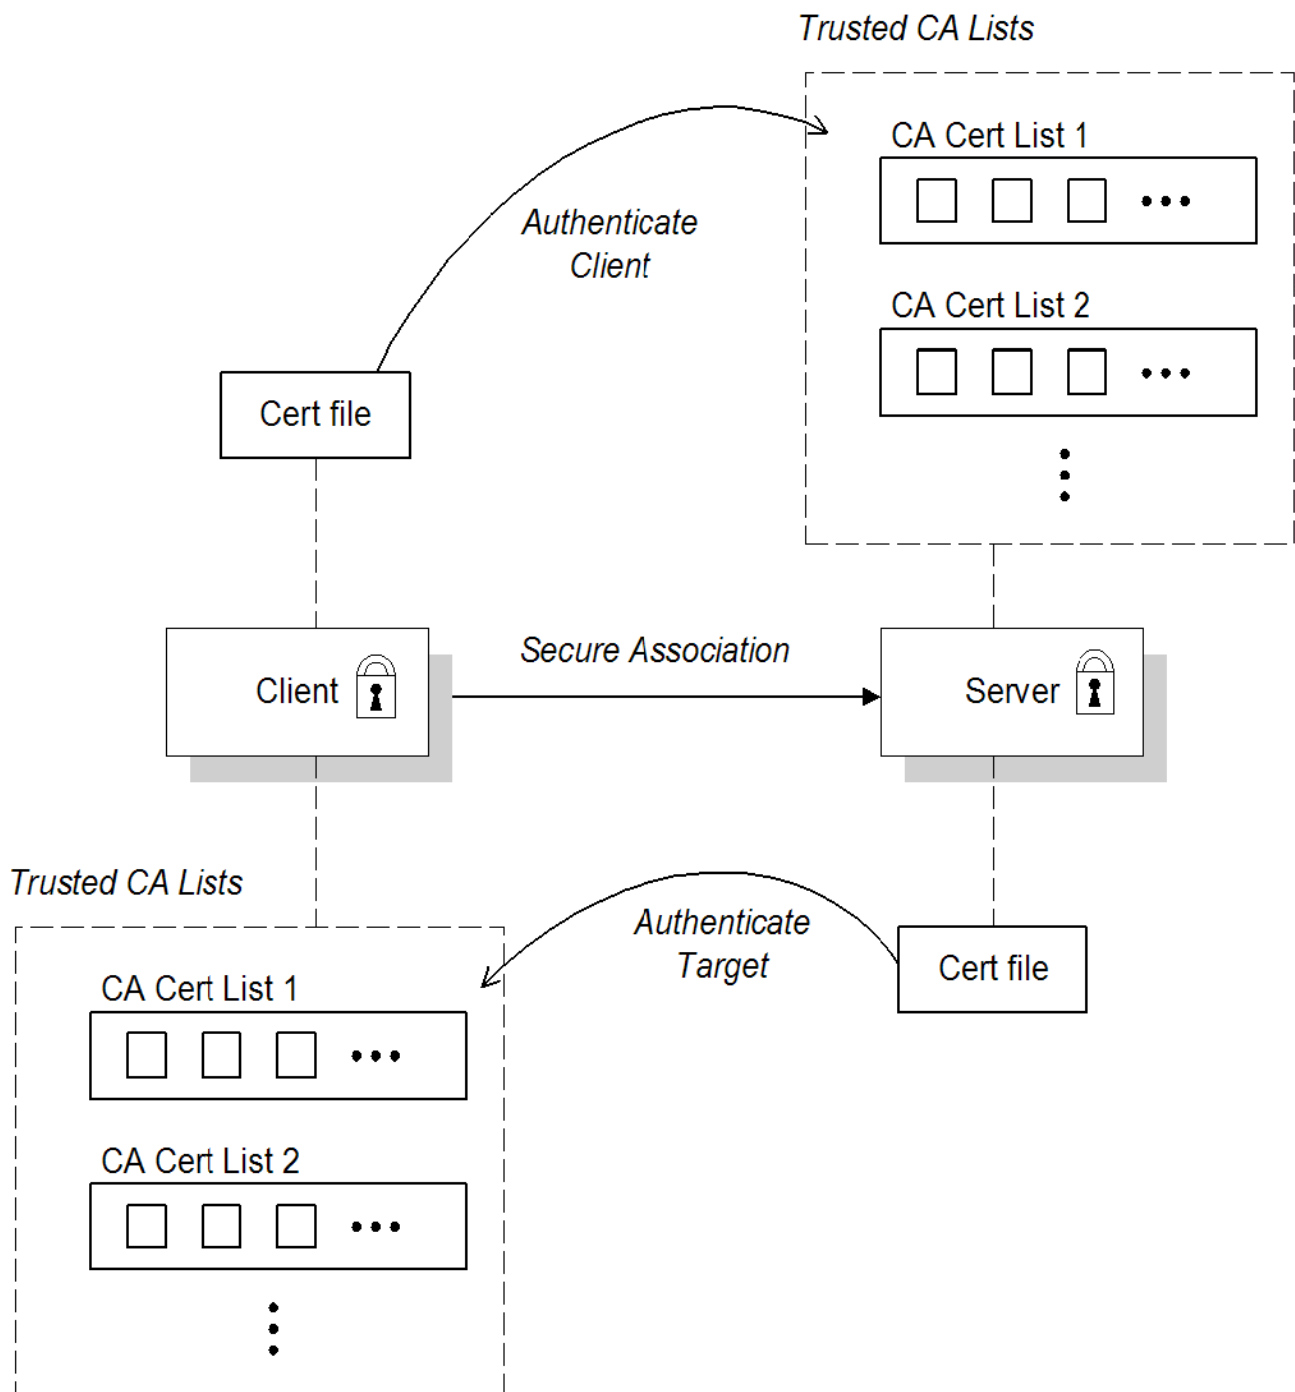 Trusted CA Lists
CA Cert List 1
Authenticate
Client
CA Cert List 2
Cert file
Secure Association
Client
Server
Trusted CA Lists
Authenticate
Target
Cert file
CA Cert List 1
CA Cert List 2